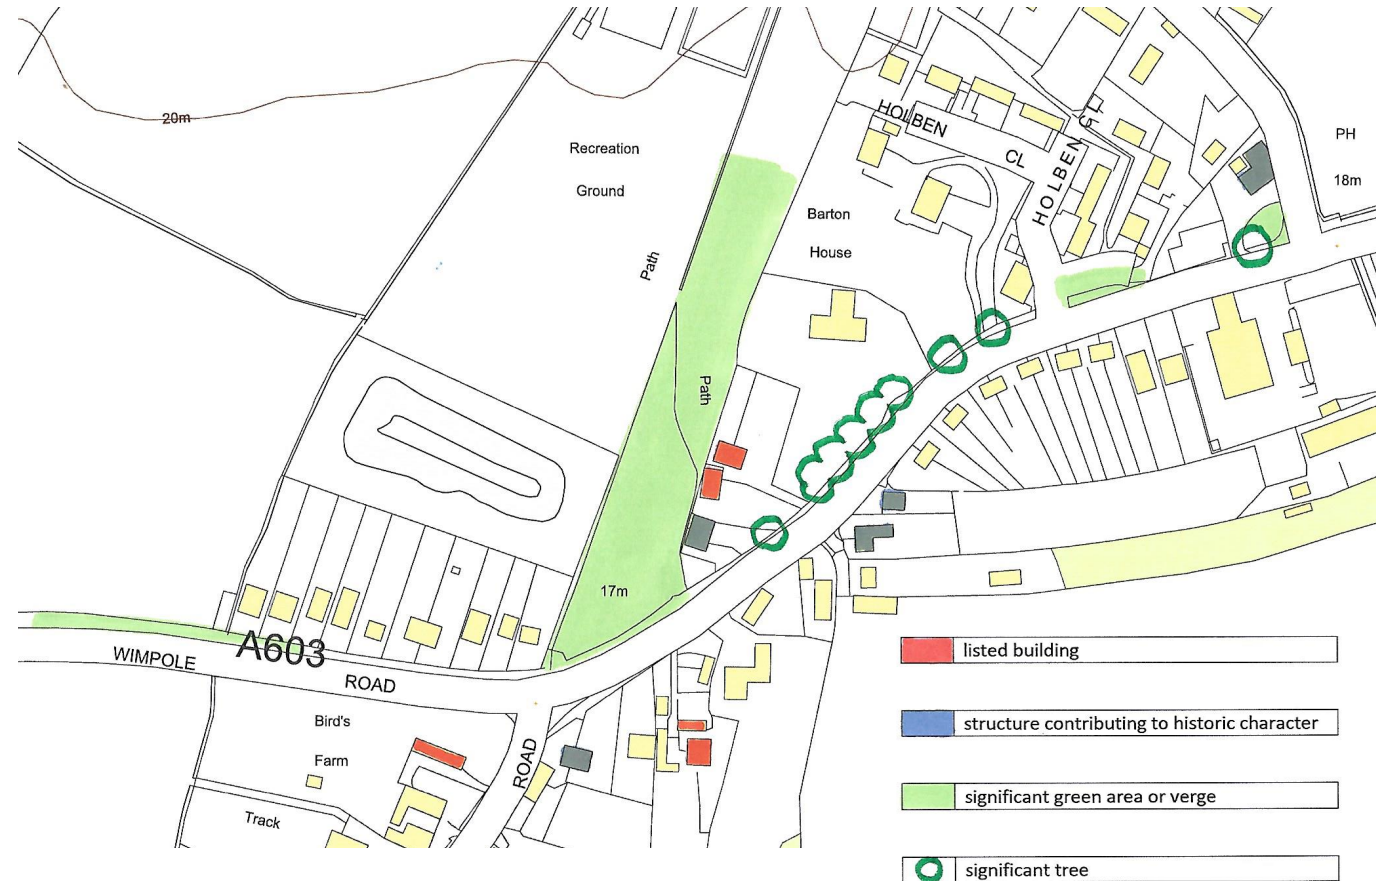 20m
Recreation
Ground
Path
Path
HOLBEN
CL
HOLBEN
PH
18m
Barton
House
17m
A603
WIMPOLE
ROAD
Bird's
Farm
Track
ROAD
listed building
structure contributing to historic character
significant green area or verge
significant tree